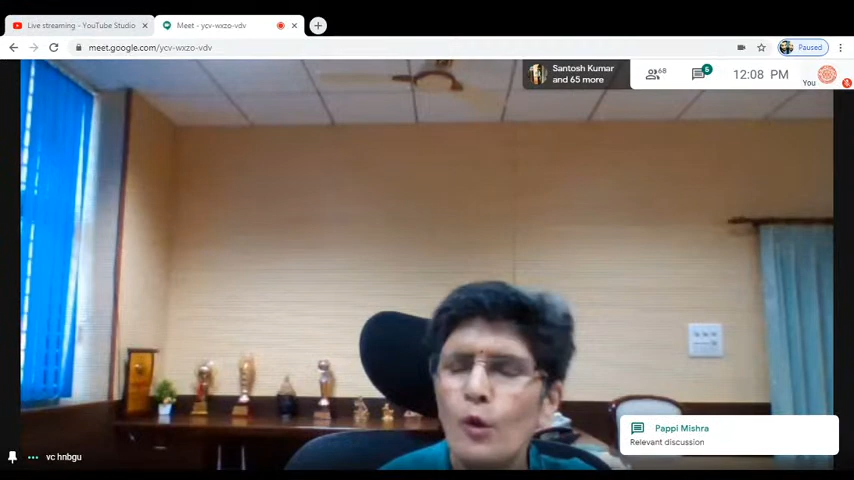 Live streaming - YouTube Studio
Meet - ycv-wxzo-vdv
meet.google.com/ycv-wxzo-vdv
Paused
Santosh Kumar
and 65 more
68
5
12:08 PM
You
Pappi Mishra
Relevant discussion
vc hnbgu